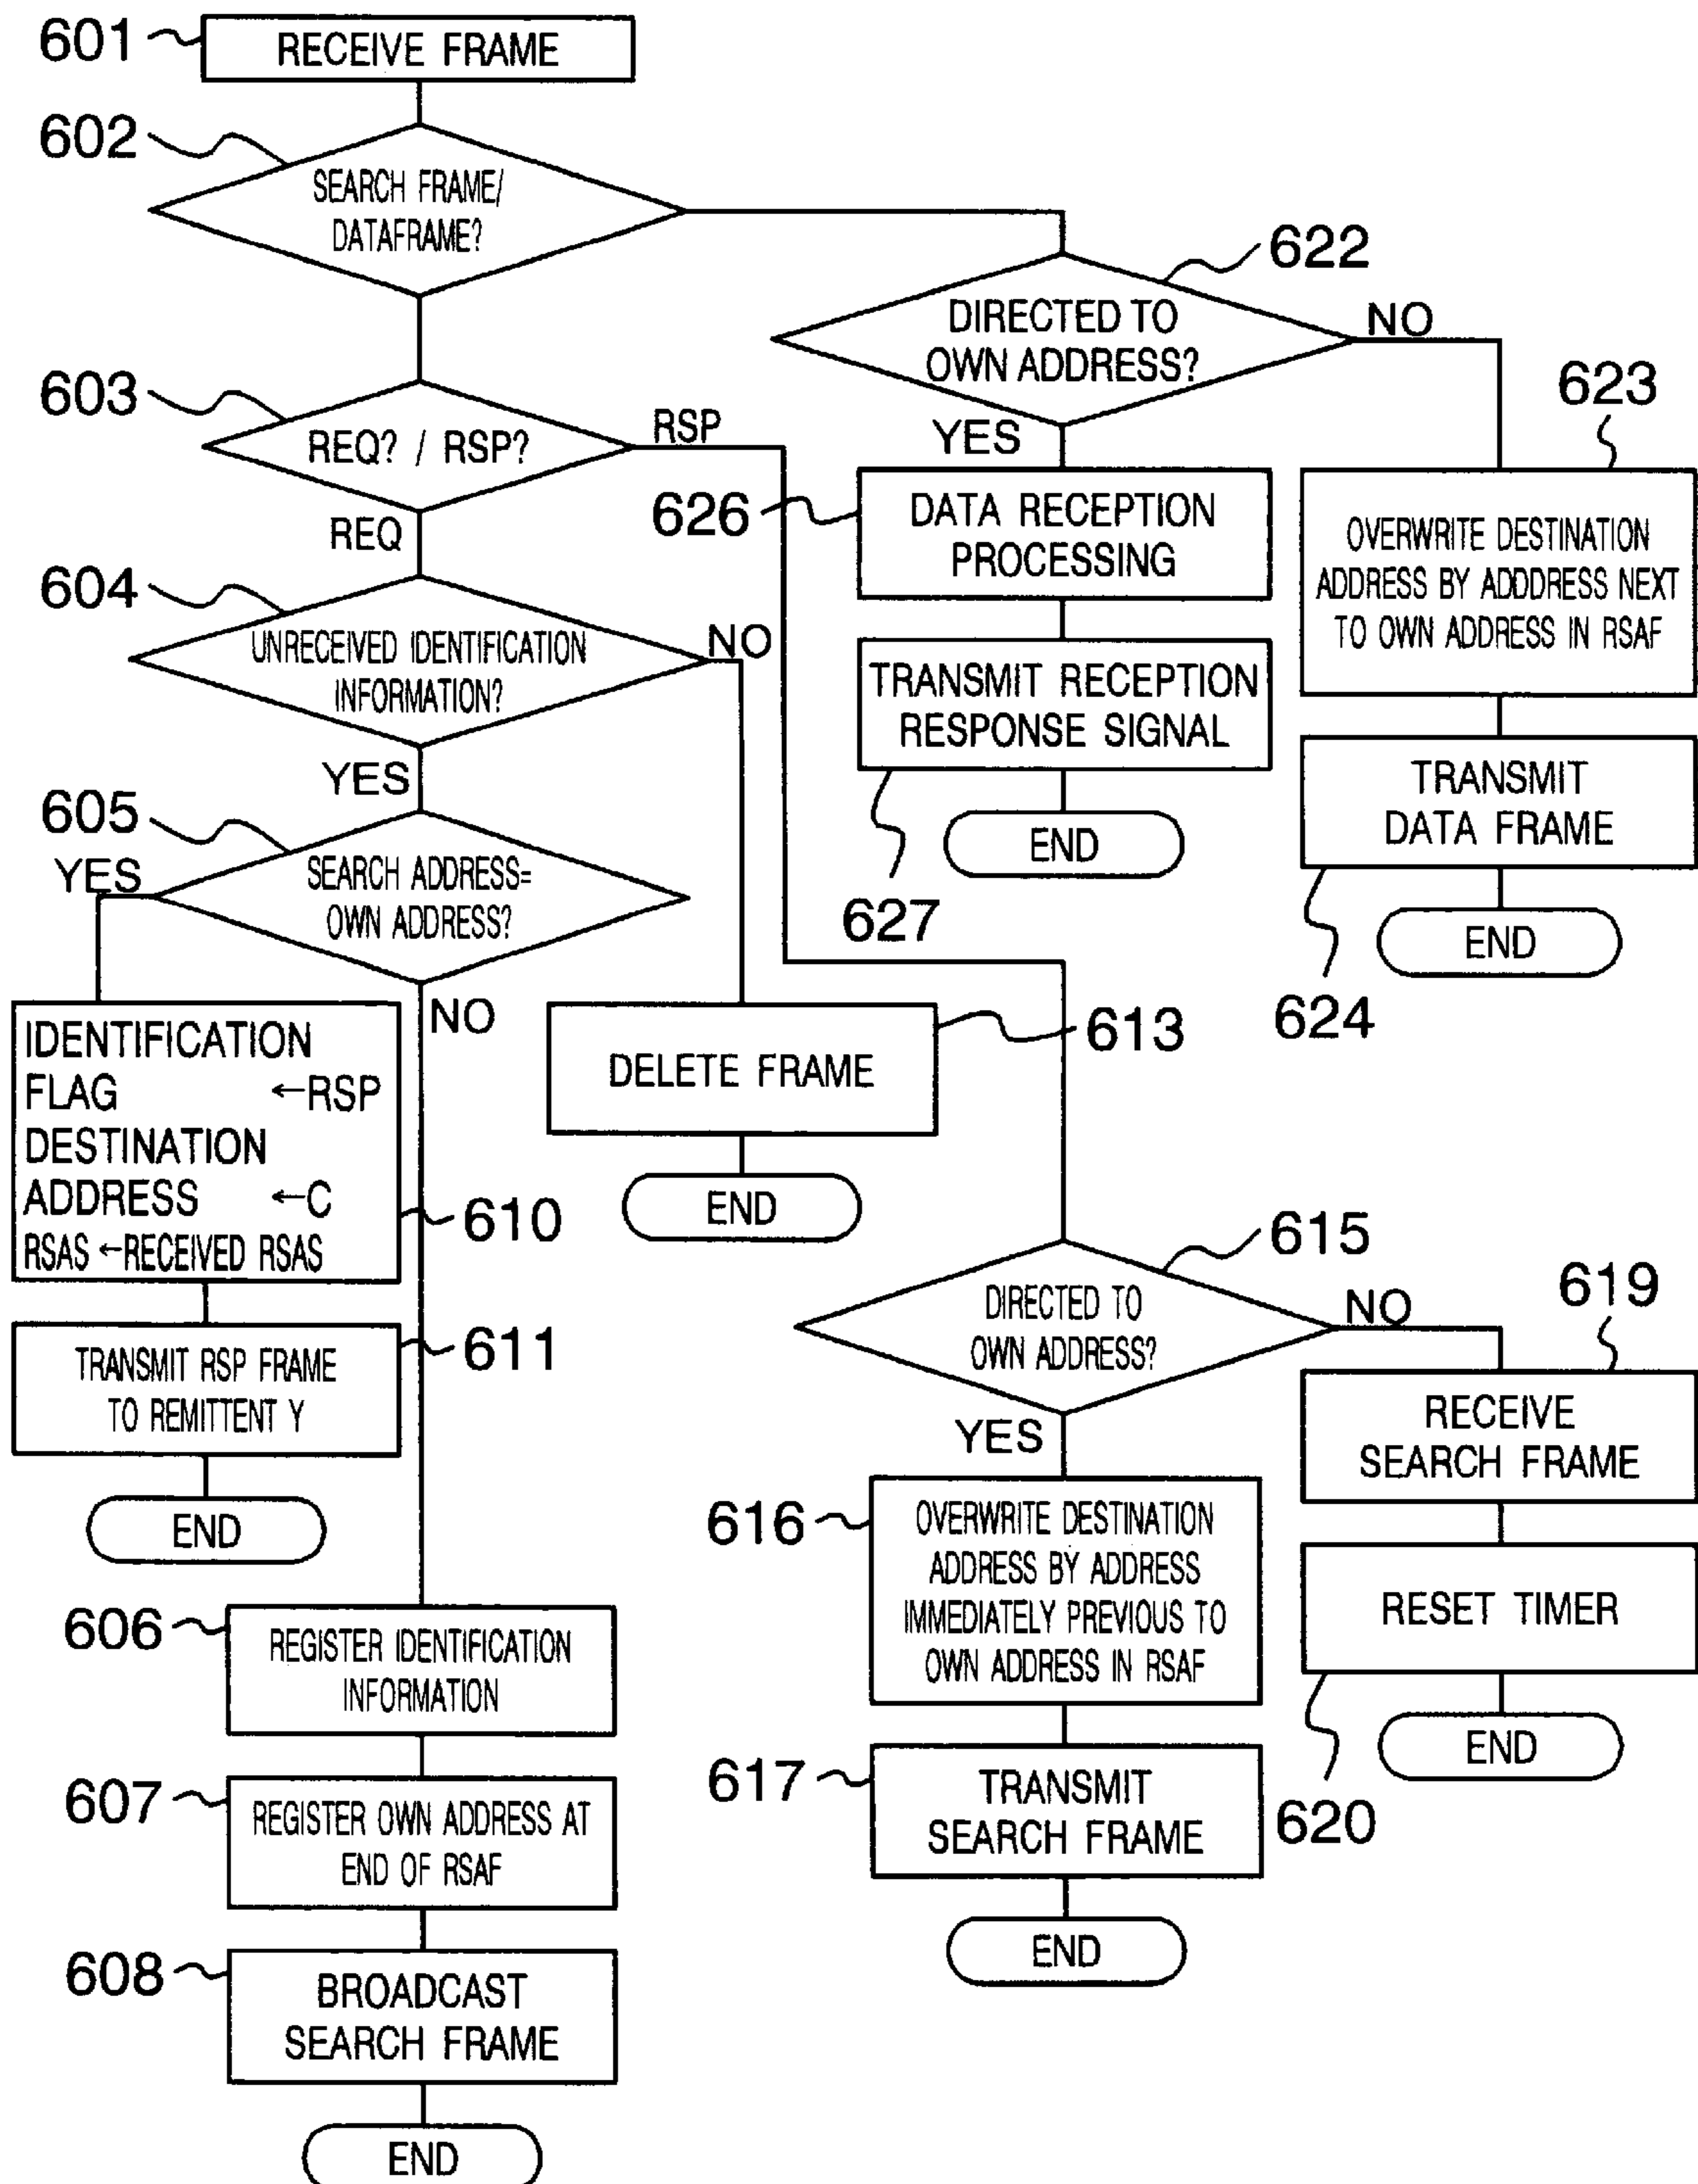 601
RECEIVE FRAME
602
SEARCH FRAME/
DATAFRAME?
622
DIRECTED TO
OWN ADDRESS?
NO
YES
603
REQ? / RSP?
RSP
REQ
623
OVERWRITE DESTINATION
ADDRESS BY ADDDRESS NEXT
TO OWN ADDRESS IN RSAF
626
DATA RECEPTION
PROCESSING
604
UNRECEIVED IDENTIFICATION
INFORMATION?
NO
YES
TRANSMIT RECEPTION
RESPONSE SIGNAL
627
END
TRANSMIT
DATA FRAME
624
END
605
YES
SEARCH ADDRESS=
OWN ADDRESS?
NO
IDENTIFICATION
FLAG ←RSP
DESTINATION
ADDRESS ←C
RSAS ←RECEIVED RSAS
610
DELETE FRAME
613
END
TRANSMIT RSP FRAME
TO REMITTENT Y
611
END
615
DIRECTED TO
OWN ADDRESS?
NO
YES
619
RECEIVE
SEARCH FRAME
616
OVERWRITE DESTINATION
ADDRESS BY ADDRESS
IMMEDIATELY PREVIOUS TO
OWN ADDRESS IN RSAF
RESET TIMER
620
END
606
REGISTER IDENTIFICATION
INFORMATION
617
TRANSMIT
SEARCH FRAME
END
607
REGISTER OWN ADDRESS AT
END OF RSAF
608
BROADCAST
SEARCH FRAME
END